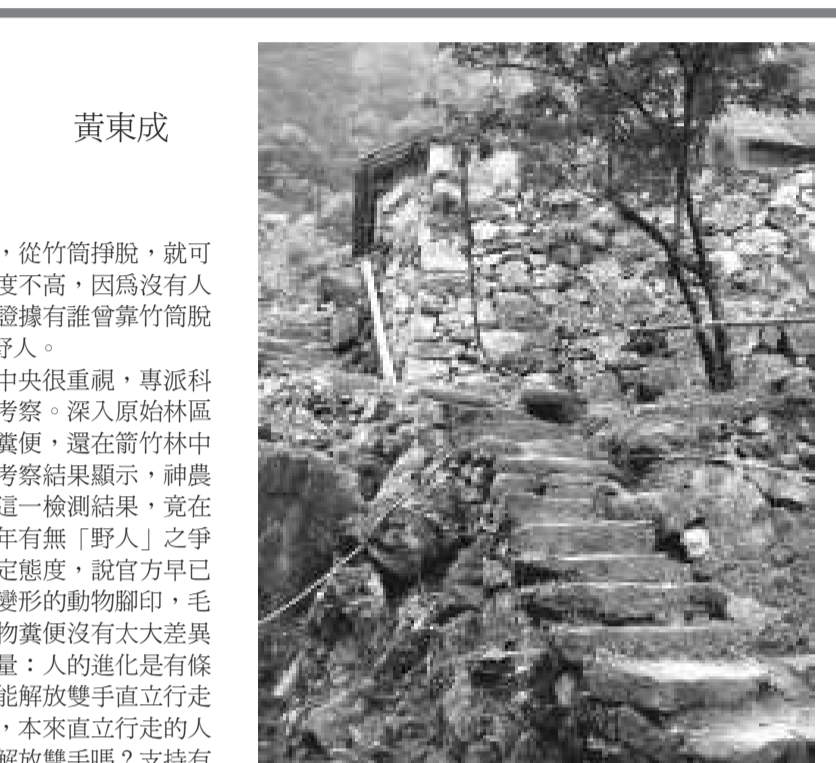 黃東成
，從竹筒掙脫，就可
度不高，因爲沒有人
證據有誰曾靠竹筒脫
野人。
中央很重視，專派科
考察。深入原始林區
糞便，還在箭竹林中
考察結果顯示，神農
這一檢測結果，竟在
年有無「野人」之爭
定態度，說官方早已
變形的動物腳印，毛
物糞便沒有太大差異
量：人的進化是有條
能解放雙手直立行走
，本來直立行走的人
解放雙手嗎？支持有